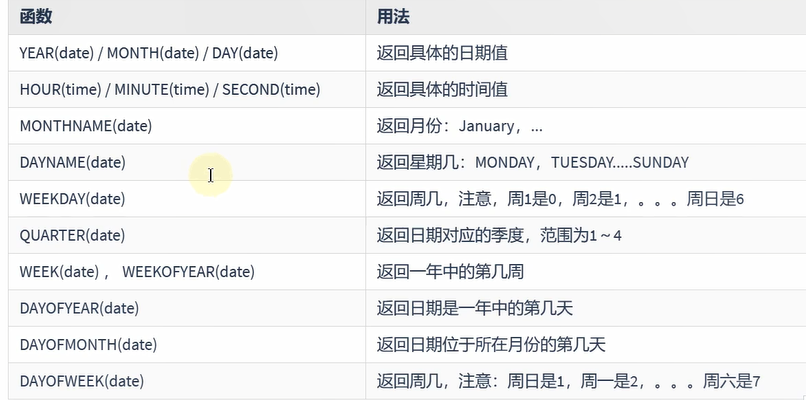 函数 用法
YEAR(date) / MONTH(date) / DAY(date) 返回具体的日期值
HOUR(time) / MINUTE(time) / SECOND(time) 返回具体的时间值
MONTHNAME(date) 返回月份：January，...
DAYNAME(date) 返回星期几：MONDAY，TUESDAY.....SUNDAY
WEEKDAY(date) 返回周几，注意，周1是0，周2是1，。。。周日是6
QUARTER(date) 返回日期对应的季度，范围为1～4
WEEK(date) ， WEEKOFYEAR(date) 返回一年中的第几周
DAYOFYEAR(date) 返回日期是一年中的第几天
DAYOFMONTH(date) 返回日期位于所在月份的第几天
DAYOFWEEK(date) 返回周几，注意：周日是1，周一是2，。。。周六是7